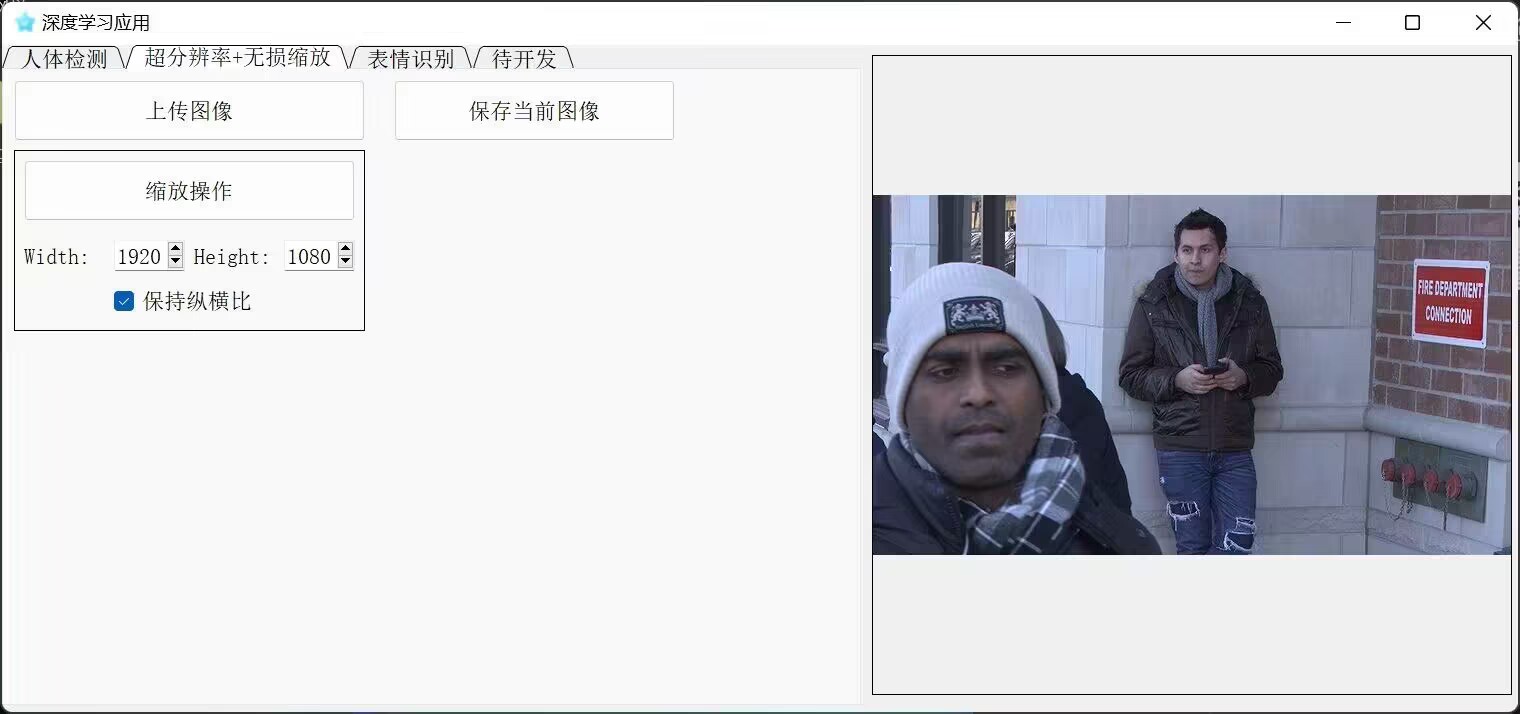 深度学习应用
人体检测 超分辨率+无损缩放 表情识别 待开发
上传图像 保存当前图像
缩放操作
Width: 1920 Height: 1080
保持纵横比
FIRE DEPARTMENT
CONNECTION